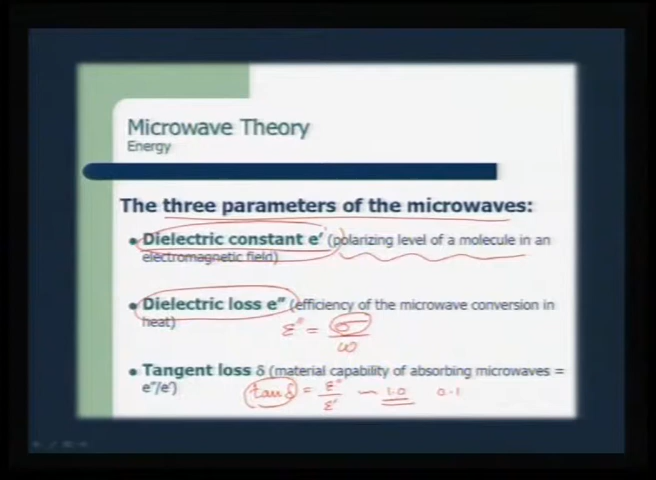 Microwave Theory
Energy
The three parameters of the microwaves:
• Dielectric constant e' (polarizing level of a molecule in an
electromagnetic field)
• Dielectric loss e" (efficiency of the microwave conversion in
heat)
ε" = σ
ω
• Tangent loss δ (material capability of absorbing microwaves =
e"/e')
tan δ = ε" ~ 1.0 0.1
ε'